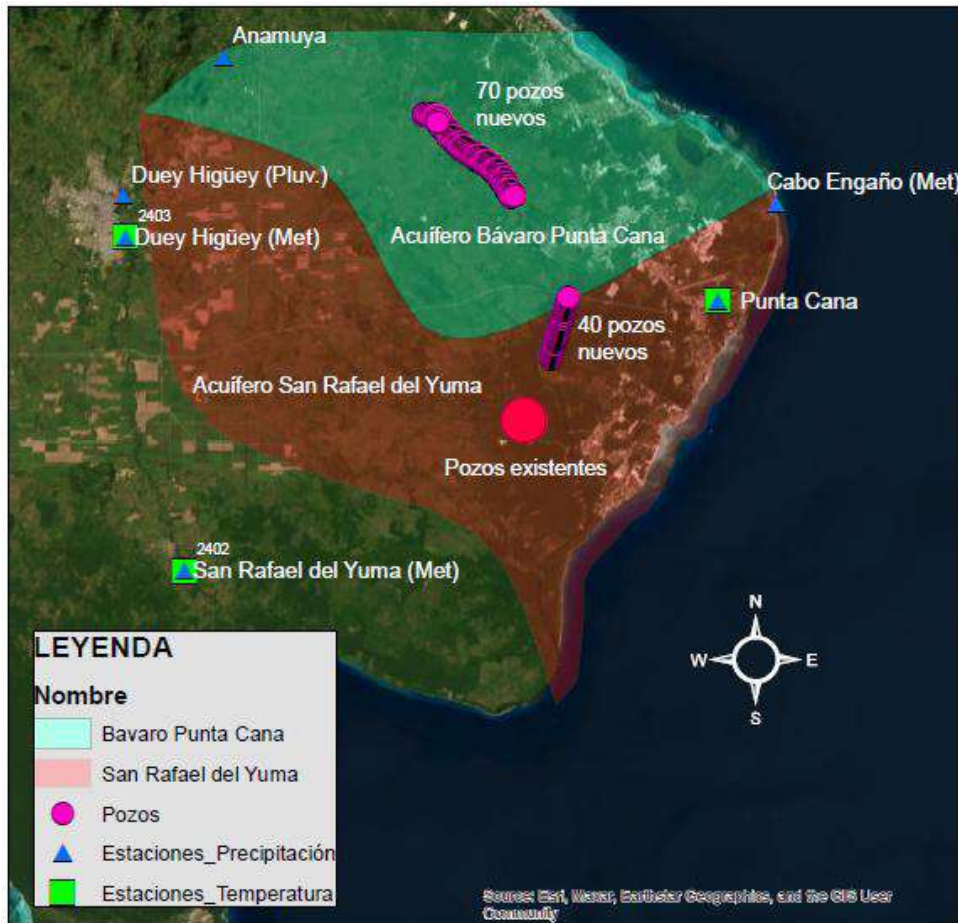 Anamuya
70 pozos
nuevos
Duey Higüey (Pluv.)
Cabo Engaño (Met)
2403
Duey Higüey (Met)
Acuífero Bávaro Punta Cana
Punta Cana
40 pozos
nuevos
Acuífero San Rafael del Yuma
Pozos existentes
2402
San Rafael del Yuma (Met)
N
W
E
S
LEYENDA
Nombre
Bavaro Punta Cana
San Rafael del Yuma
Pozos
Estaciones_Precipitación
Estaciones_Temperatura
Source: Esri, Maxar, Earthstar Geographics, and the GIS User
Community